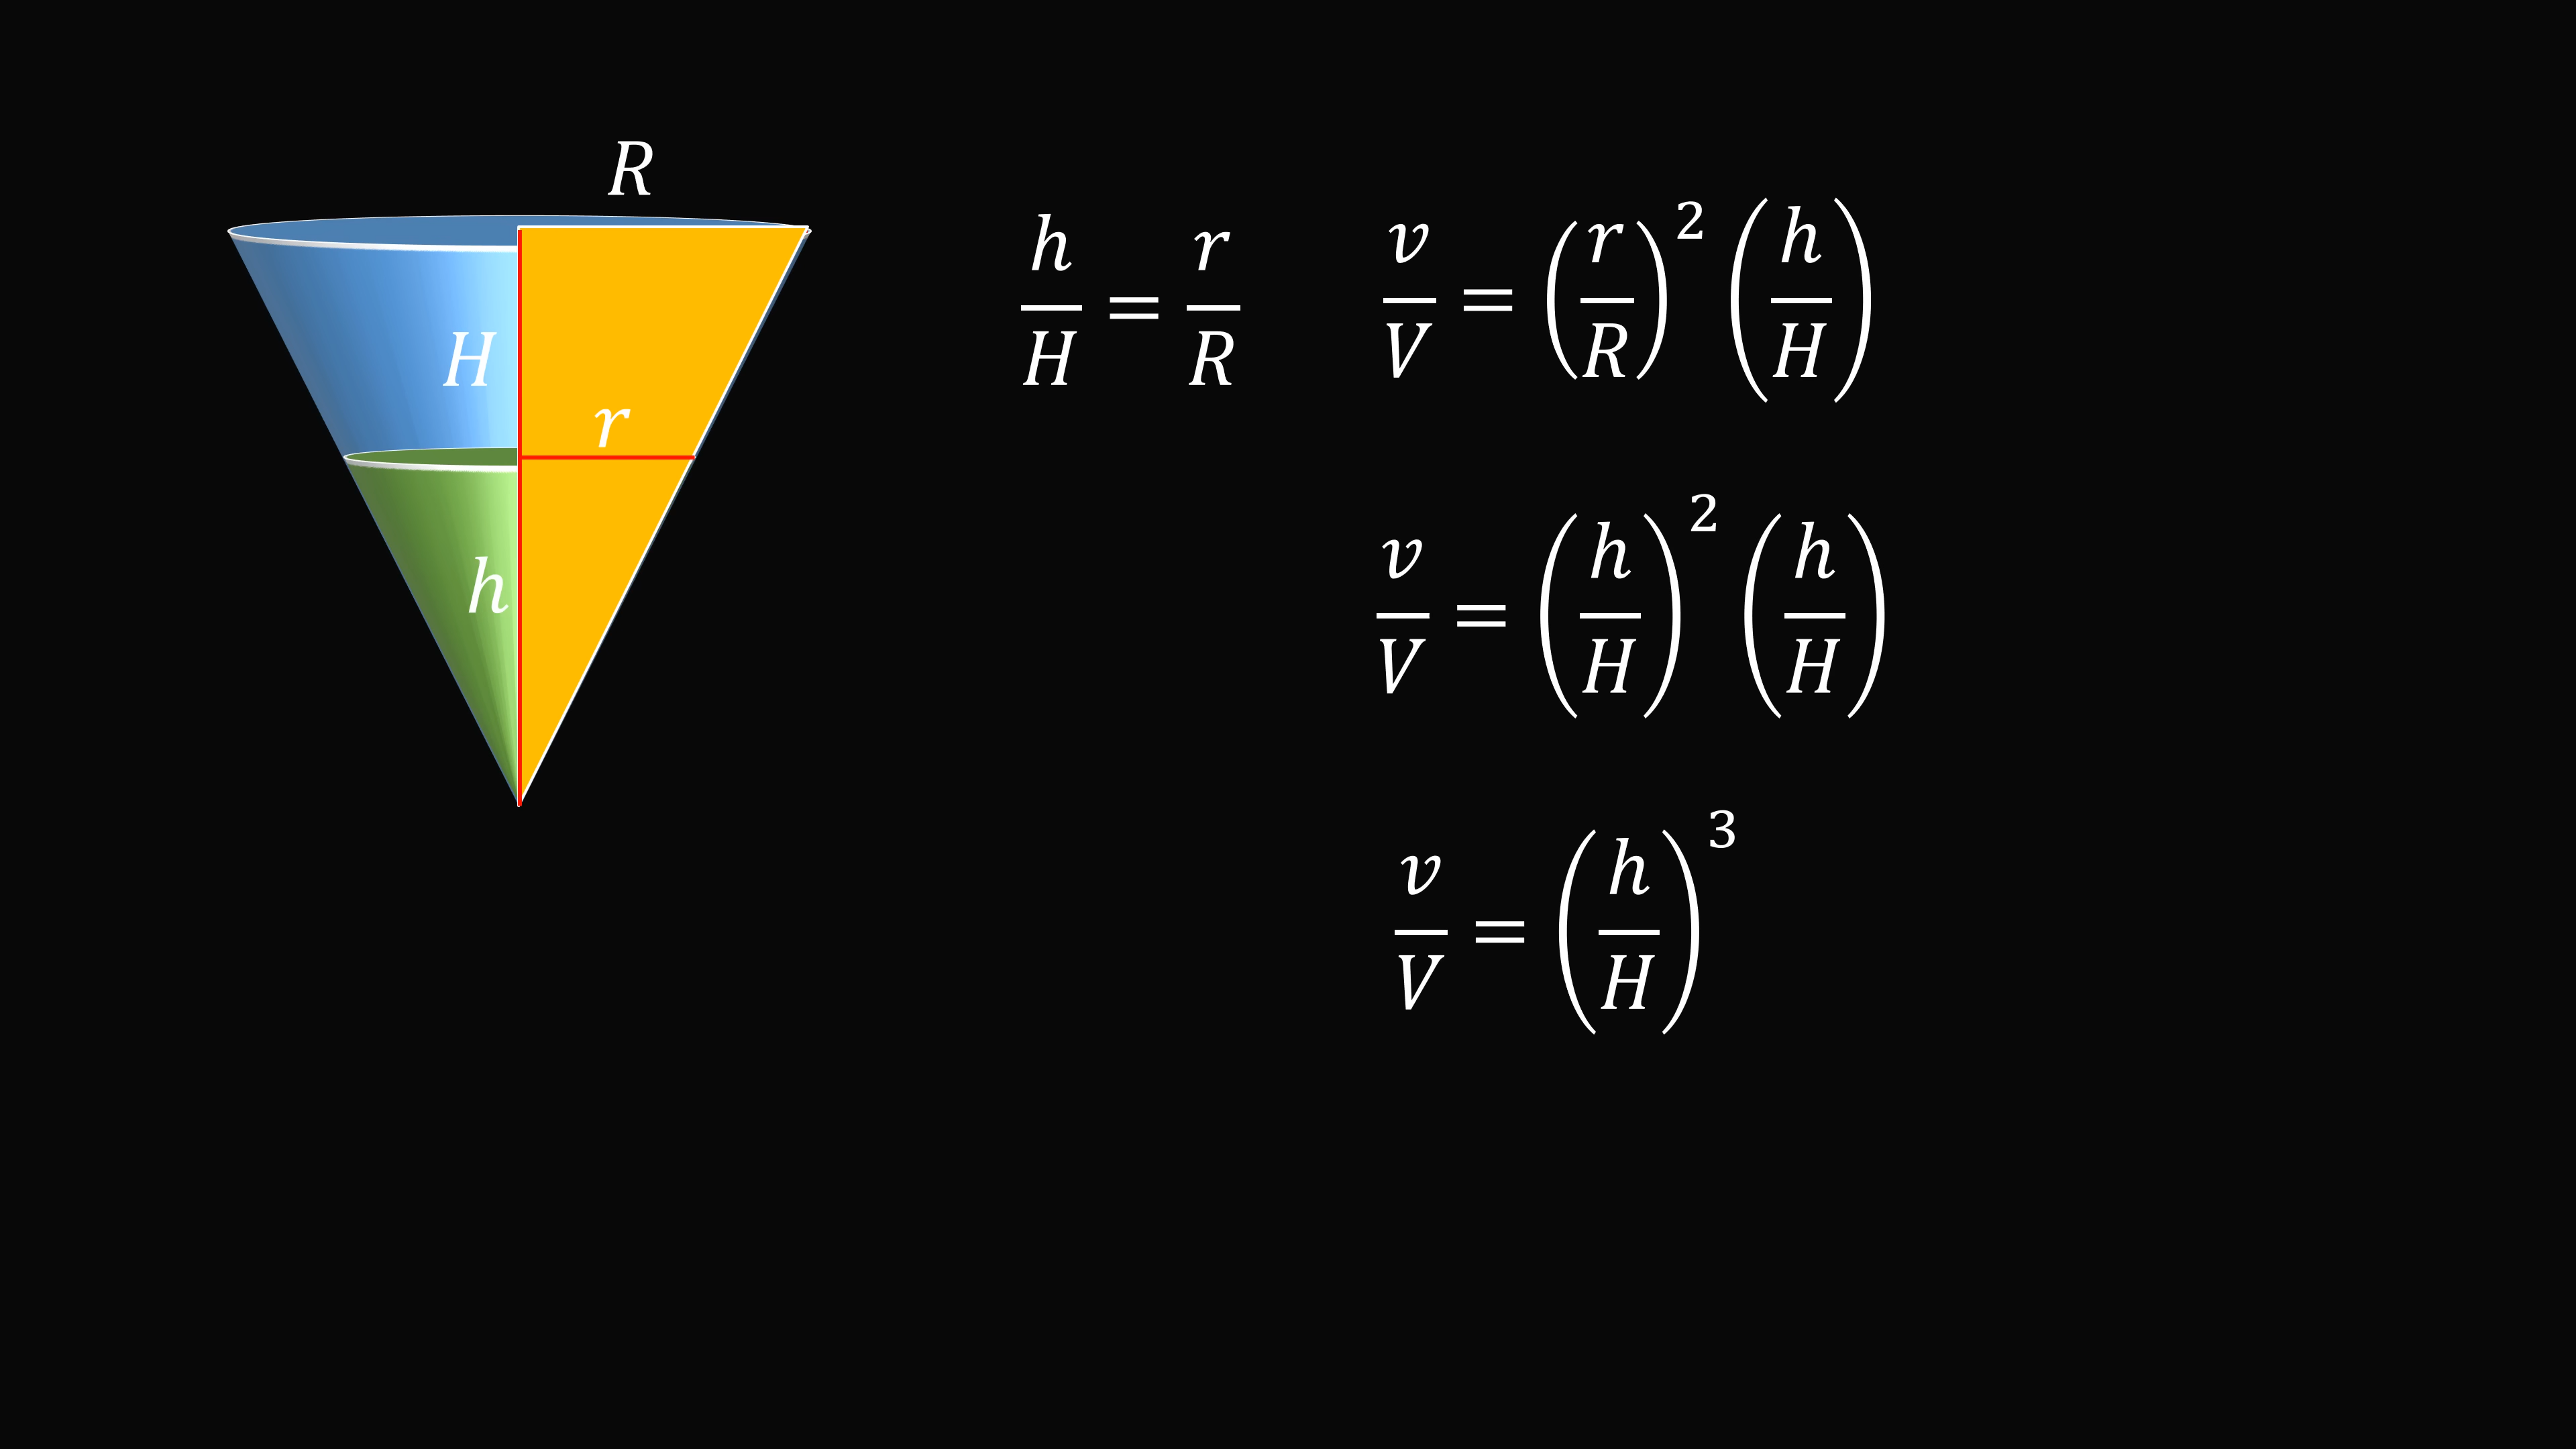 R
H
r
h
h/H = r/R
v/V = (r/R)² (h/H)
v/V = (h/H)² (h/H)
v/V = (h/H)³